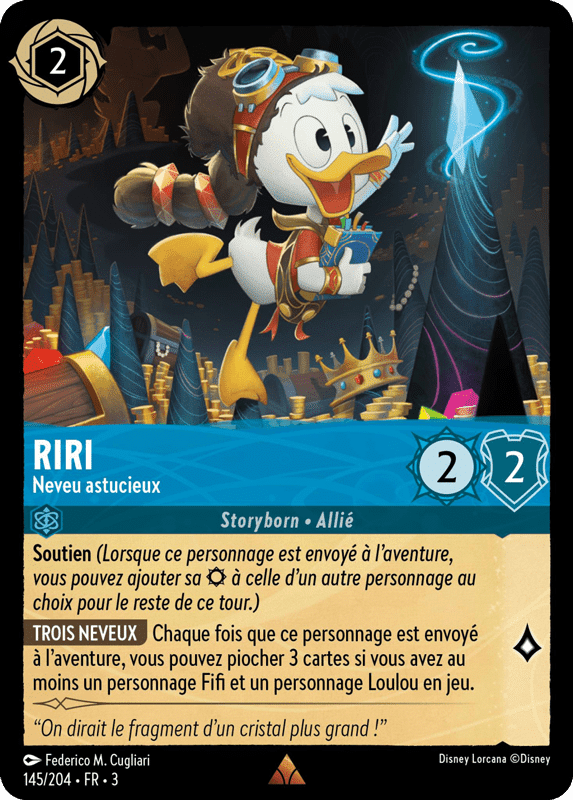 2
RIRI
Neveu astucieux
2
2
Storyborn • Allié
Soutien (Lorsque ce personnage est envoyé à l’aventure,
vous pouvez ajouter sa à celle d’un autre personnage au
choix pour le reste de ce tour.)
TROIS NEVEUX Chaque fois que ce personnage est envoyé
à l’aventure, vous pouvez piocher 3 cartes si vous avez au
moins un personnage Fifi et un personnage Loulou en jeu.
“On dirait le fragment d’un cristal plus grand !”
Federico M. Cugliari
Disney Lorcana ©Disney
145/204 • FR • 3